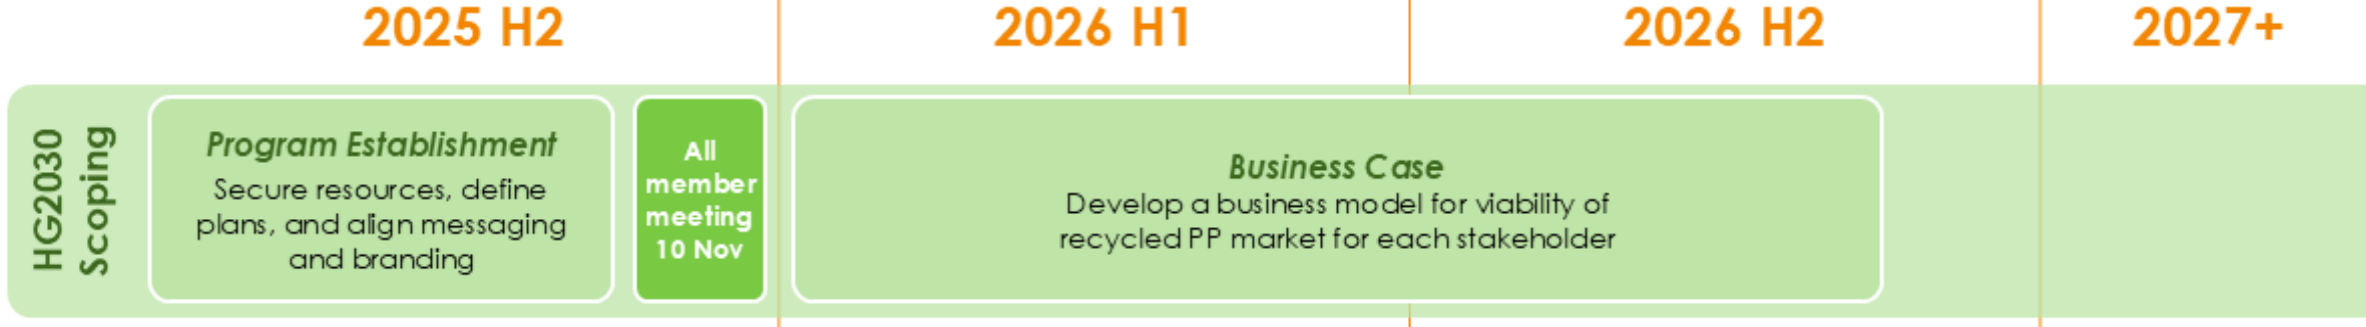 2025 H2
2026 H1
2026 H2
2027+
HG2030
Scoping
Program Establishment
Secure resources, define
plans, and align messaging
and branding
All
member
meeting
10 Nov
Business Case
Develop a business model for viability of
recycled PP market for each stakeholder